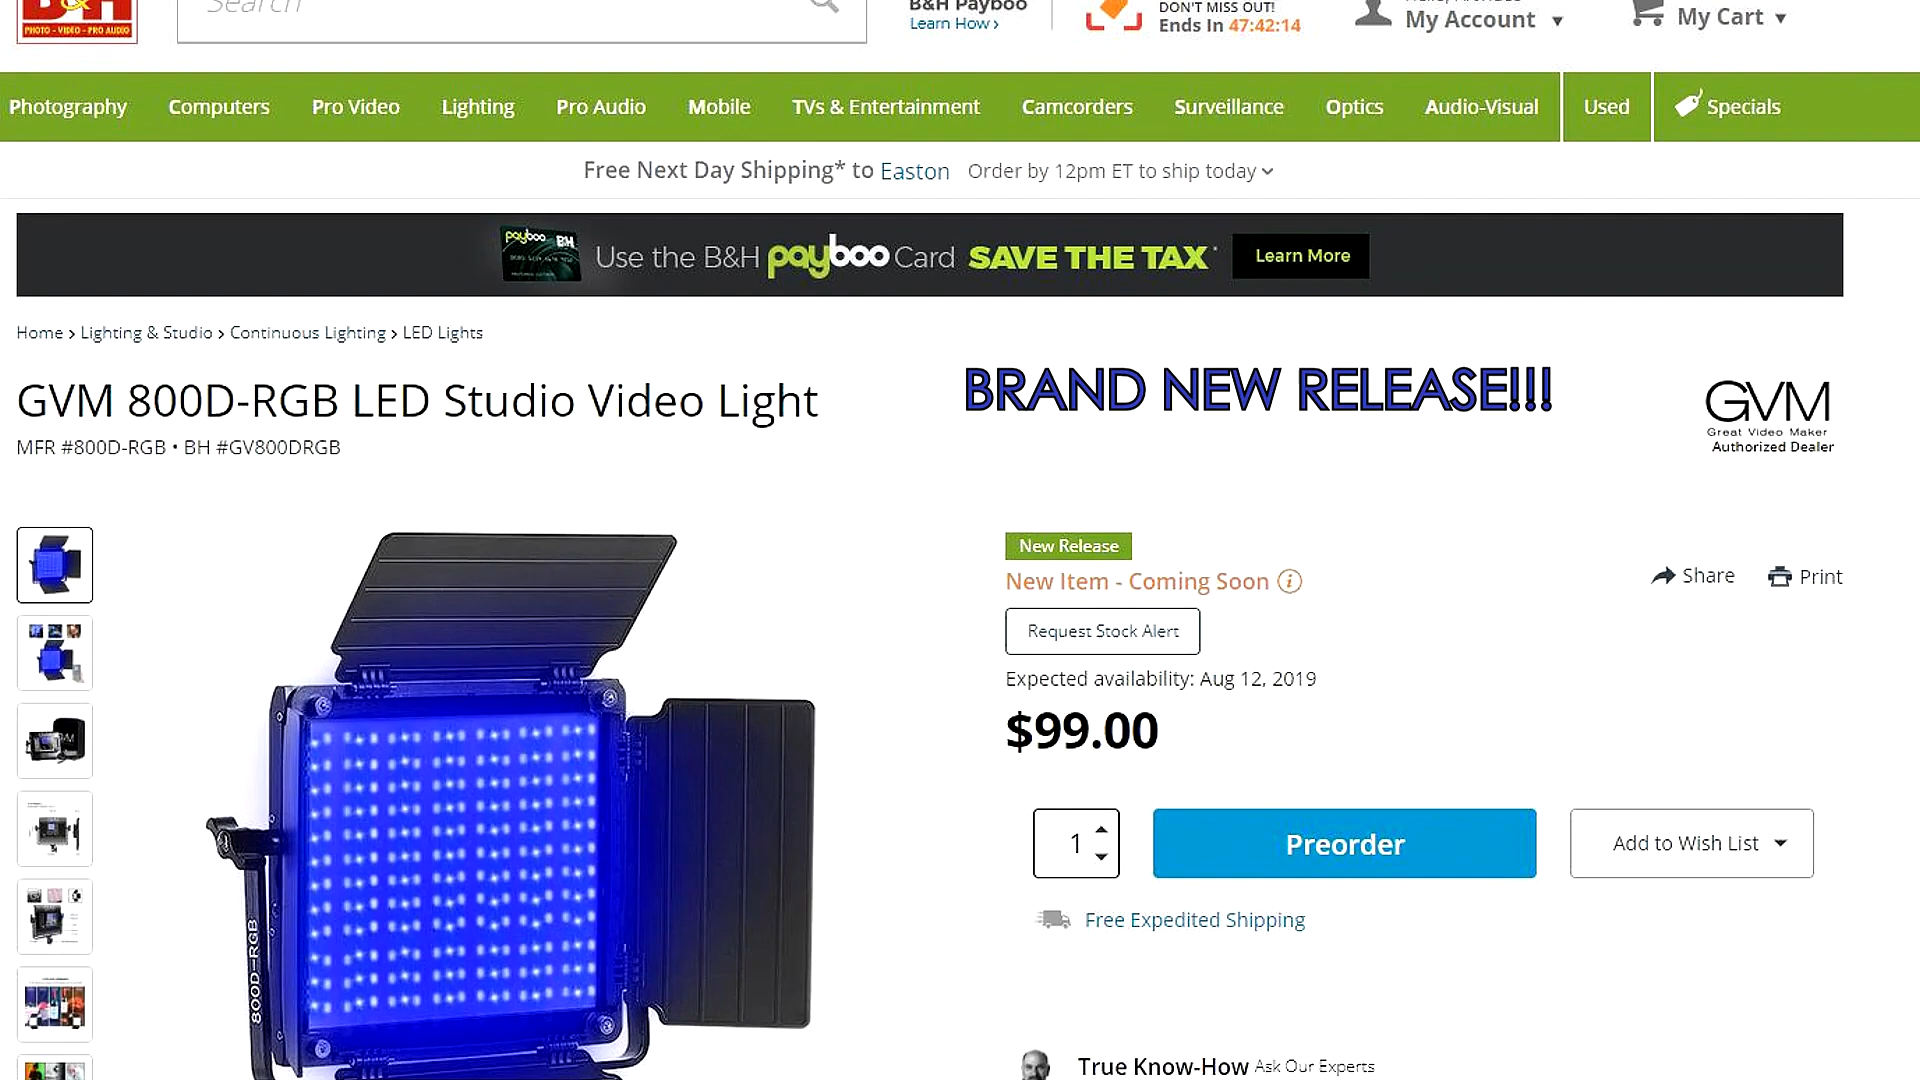 B&H
PHOTO - VIDEO - PRO AUDIO
Search
B&H Payboo
Learn How ›
DON'T MISS OUT!
Ends In 47:42:14
My Account ▼
My Cart ▼
Photography Computers Pro Video Lighting Pro Audio Mobile TVs & Entertainment Camcorders Surveillance Optics Audio-Visual Used Specials
Free Next Day Shipping* to Easton Order by 12pm ET to ship today
payboo B&H
Use the B&H payboo Card SAVE THE TAX* Learn More
Home › Lighting & Studio › Continuous Lighting › LED Lights
GVM 800D-RGB LED Studio Video Light
BRAND NEW RELEASE!!!
MFR #800D-RGB • BH #GV800DRGB
GVM
Great Video Maker
Authorized Dealer
New Release
New Item - Coming Soon
Share
Print
Request Stock Alert
Expected availability: Aug 12, 2019
$99.00
1
Preorder
Add to Wish List
Free Expedited Shipping
800D-RGB
True Know-How Ask Our Experts